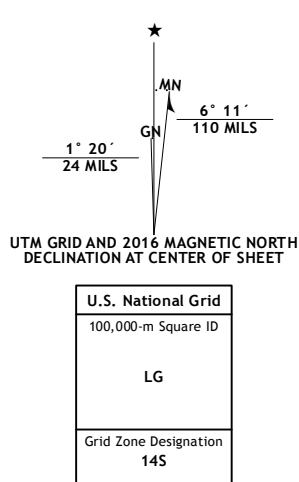 ★
MN
6° 11´
110 MILS
GN
1° 20´
24 MILS
UTM GRID AND 2016 MAGNETIC NORTH
DECLINATION AT CENTER OF SHEET
U.S. National Grid
100,000-m Square ID
LG
Grid Zone Designation
14S